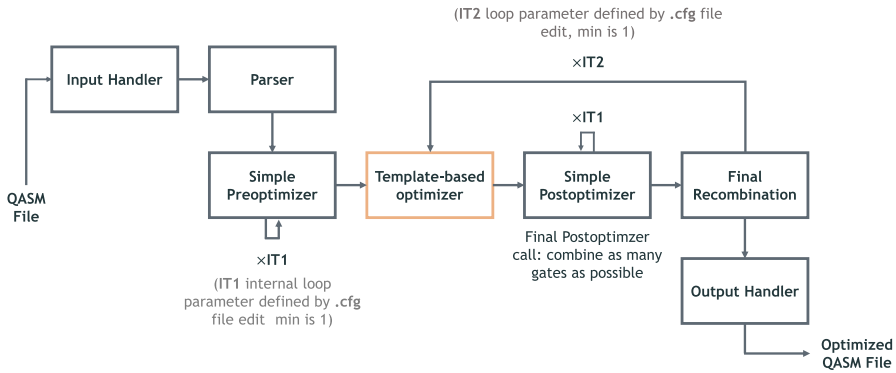 (IT2 loop parameter defined by .cfg file
edit, min is 1)
×IT2
Input Handler
Parser
×IT1
QASM
File
Simple
Preoptimizer
Template-based
optimizer
Simple
Postoptimizer
Final
Recombination
×IT1
(IT1 internal loop
parameter defined by .cfg
file edit min is 1)
Final Postoptimzer
call: combine as many
gates as possible
Output Handler
Optimized
QASM File